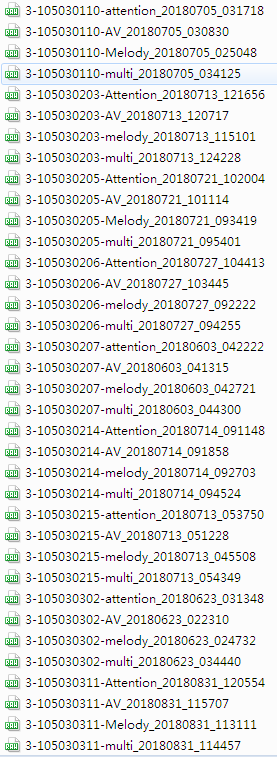 3-105030110-attention_20180705_031718
3-105030110-AV_20180705_030830
3-105030110-Melody_20180705_025048
3-105030110-multi_20180705_034125
3-105030203-Attention_20180713_121656
3-105030203-AV_20180713_120717
3-105030203-melody_20180713_115101
3-105030203-multi_20180713_124228
3-105030205-Attention_20180721_102004
3-105030205-AV_20180721_101114
3-105030205-Melody_20180721_093419
3-105030205-multi_20180721_095401
3-105030206-Attention_20180727_104413
3-105030206-AV_20180727_103445
3-105030206-melody_20180727_092222
3-105030206-multi_20180727_094255
3-105030207-attention_20180603_042222
3-105030207-AV_20180603_041315
3-105030207-melody_20180603_042721
3-105030207-multi_20180603_044300
3-105030214-Attention_20180714_091148
3-105030214-AV_20180714_091858
3-105030214-melody_20180714_092703
3-105030214-multi_20180714_094524
3-105030215-attention_20180713_053750
3-105030215-AV_20180713_051228
3-105030215-melody_20180713_045508
3-105030215-multi_20180713_054349
3-105030302-attention_20180623_031348
3-105030302-AV_20180623_022310
3-105030302-melody_20180623_024732
3-105030302-multi_20180623_034440
3-105030311-Attention_20180831_120554
3-105030311-AV_20180831_115707
3-105030311-Melody_20180831_113111
3-105030311-multi_20180831_114457